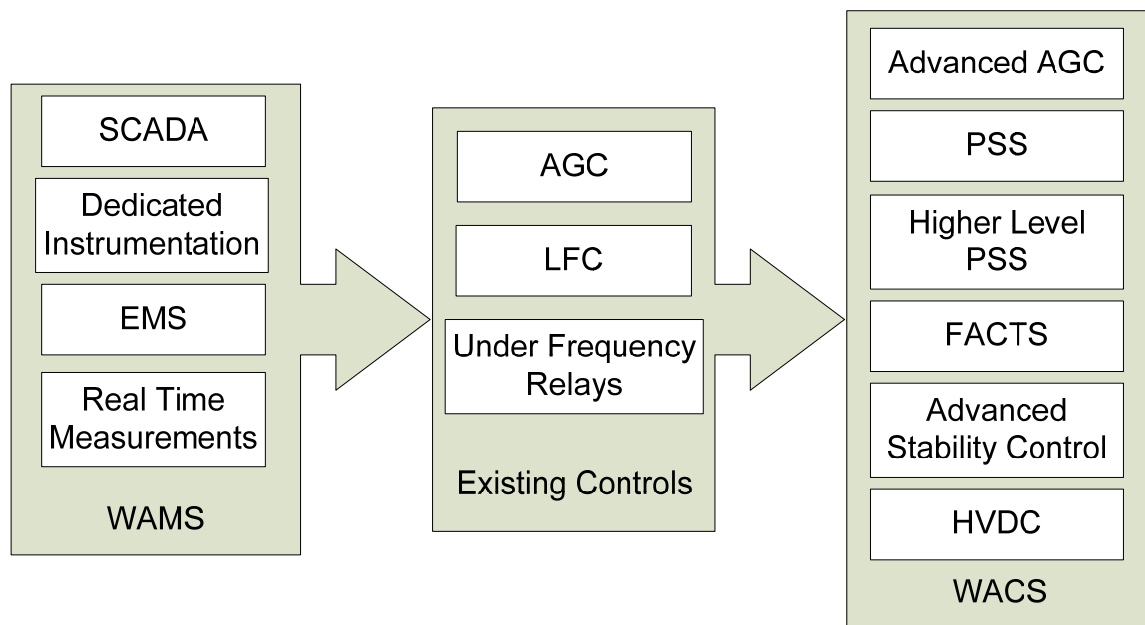 SCADA
Dedicated
Instrumentation
EMS
Real Time
Measurements
WAMS
AGC
LFC
Under Frequency
Relays
Existing Controls
Advanced AGC
PSS
Higher Level
PSS
FACTS
Advanced
Stability Control
HVDC
WACS